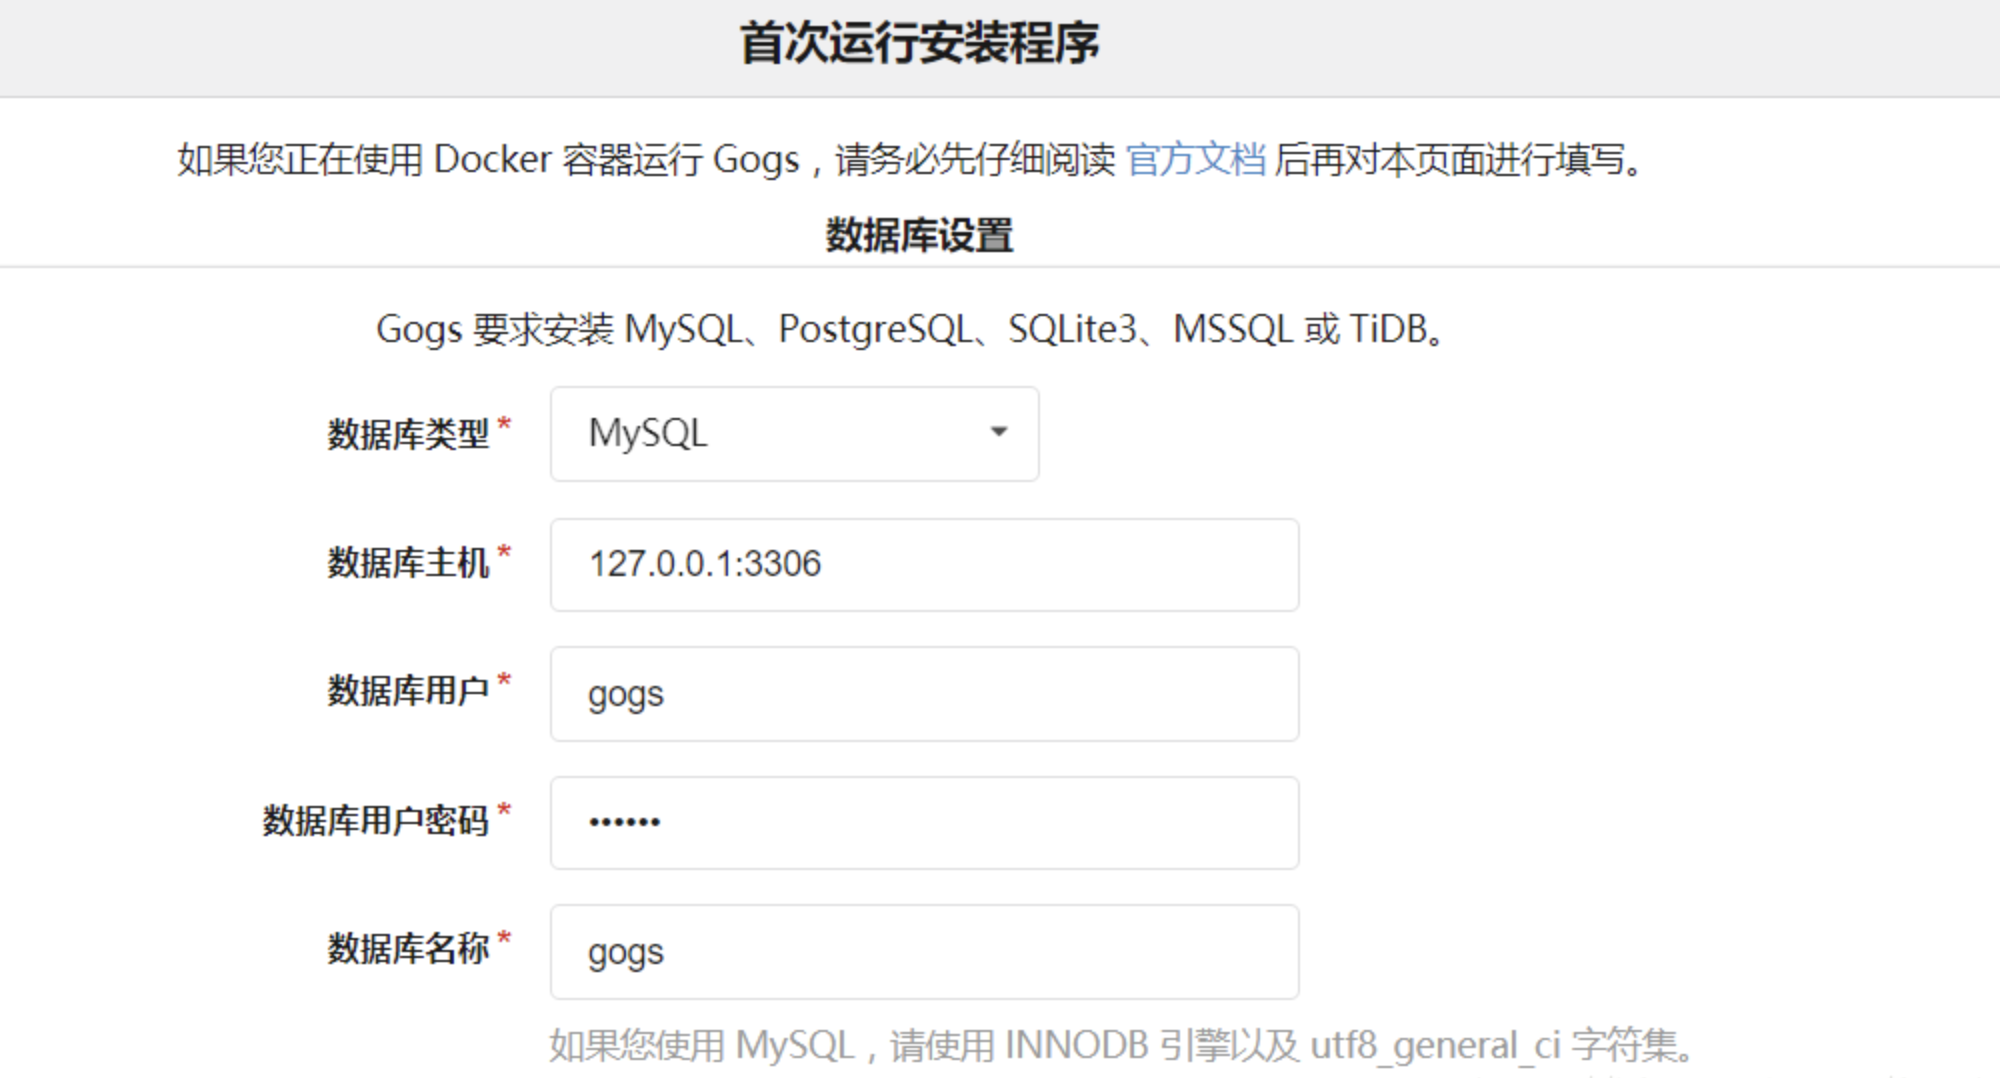 首次运行安装程序
如果您正在使用 Docker 容器运行 Gogs，请务必先仔细阅读 官方文档 后再对本页面进行填写。
数据库设置
Gogs 要求安装 MySQL、PostgreSQL、SQLite3、MSSQL 或 TiDB。
数据库类型* MySQL
数据库主机* 127.0.0.1:3306
数据库用户* gogs
数据库用户密码* ••••••
数据库名称* gogs
如果您使用 MySQL，请使用 INNODB 引擎以及 utf8_general_ci 字符集。